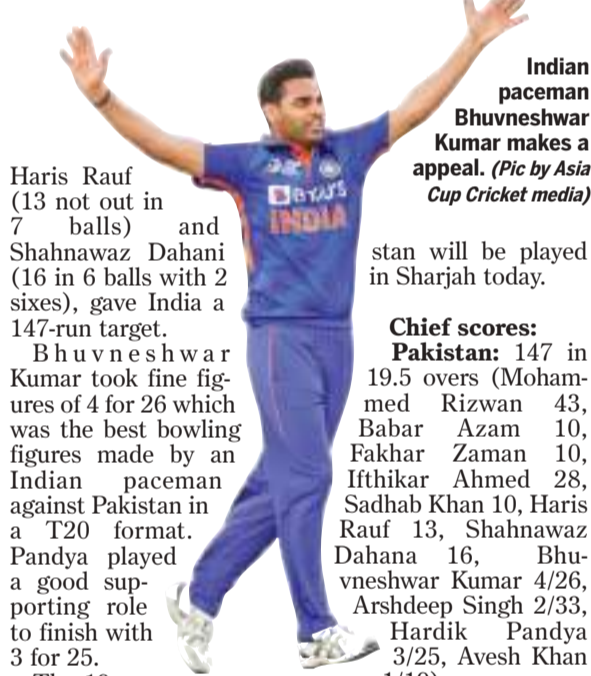 Indian
paceman
Bhuvneshwar
Kumar makes a
appeal. (Pic by Asia
Cup Cricket media)
BYJU'S
INDIA
Haris Rauf
(13 not out in
7 balls) and
Shahnawaz Dahani
(16 in 6 balls with 2
sixes), gave India a
147-run target.
Bhuvneshwar
Kumar took fine fig-
ures of 4 for 26 which
was the best bowling
figures made by an
Indian paceman
against Pakistan in
a T20 format.
Pandya played
a good sup-
porting role
to finish with
3 for 25.
stan will be played
in Sharjah today.
Chief scores:
Pakistan: 147 in
19.5 overs (Moham-
med Rizwan 43,
Babar Azam 10,
Fakhar Zaman 10,
Ifthikar Ahmed 28,
Sadhab Khan 10, Haris
Rauf 13, Shahnawaz
Dahana 16, Bhu-
vneshwar Kumar 4/26,
Arshdeep Singh 2/33,
Hardik Pandya
3/25, Avesh Khan